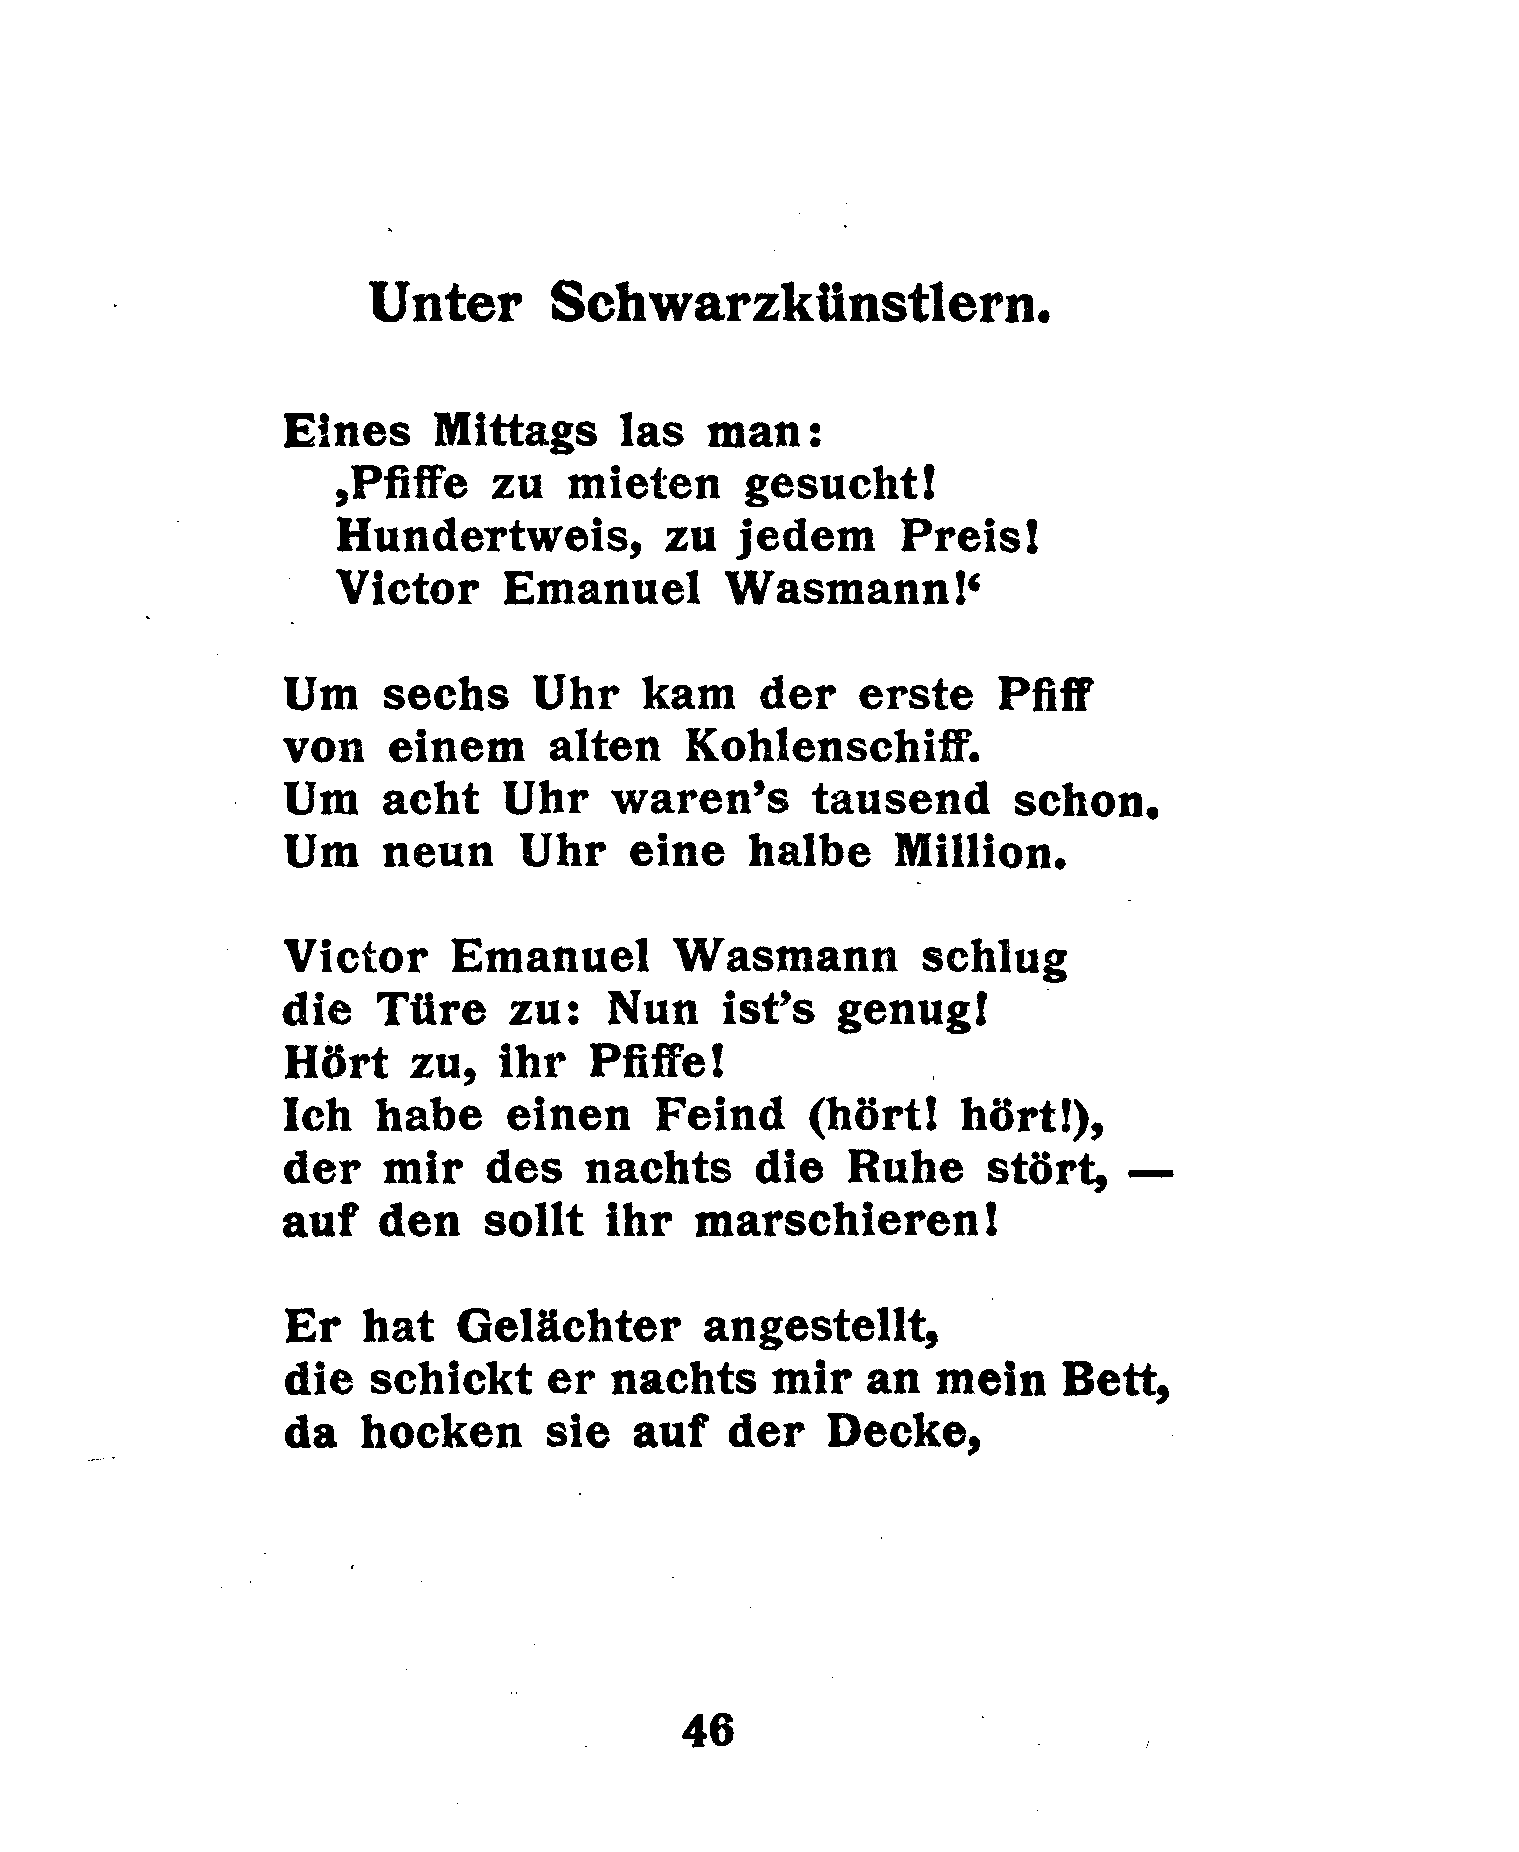 Unter Schwarzkünstlern.
Eines Mittags las man:
‚Pfiffe zu mieten gesucht!
Hundertweis, zu jedem Preis!
Victor Emanuel Wasmann!‘
Um sechs Uhr kam der erste Pfiff
von einem alten Kohlenschiff.
Um acht Uhr waren's tausend schon.
Um neun Uhr eine halbe Million.
Victor Emanuel Wasmann schlug
die Türe zu: Nun ist's genug!
Hört zu, ihr Pfiffe!
Ich habe einen Feind (hört! hört!),
der mir des nachts die Ruhe stört, —
auf den sollt ihr marschieren!
Er hat Gelächter angestellt,
die schickt er nachts mir an mein Bett,
da hocken sie auf der Decke,
46